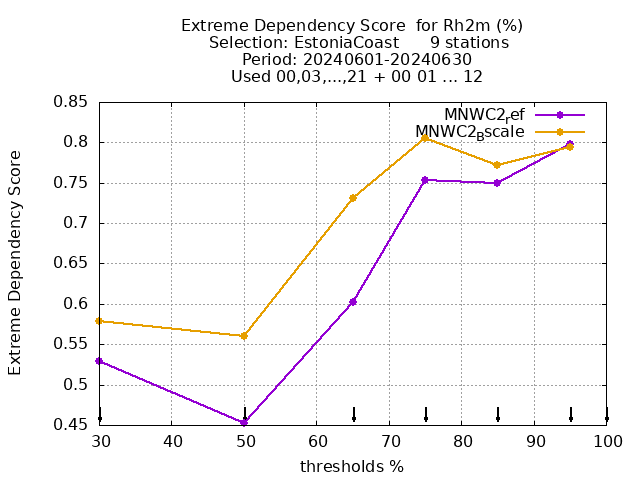 Extreme Dependency Score  for Rh2m (%)
Selection: EstoniaCoast      9 stations
Period: 20240601-20240630
Used 00,03,...,21 + 00 01 ... 12
MNWC2ref
MNWC2Bscale
0.85
0.8
0.75
0.7
0.65
0.6
0.55
0.5
0.45
Extreme Dependency Score
30 40 50 60 70 80 90 100
thresholds %